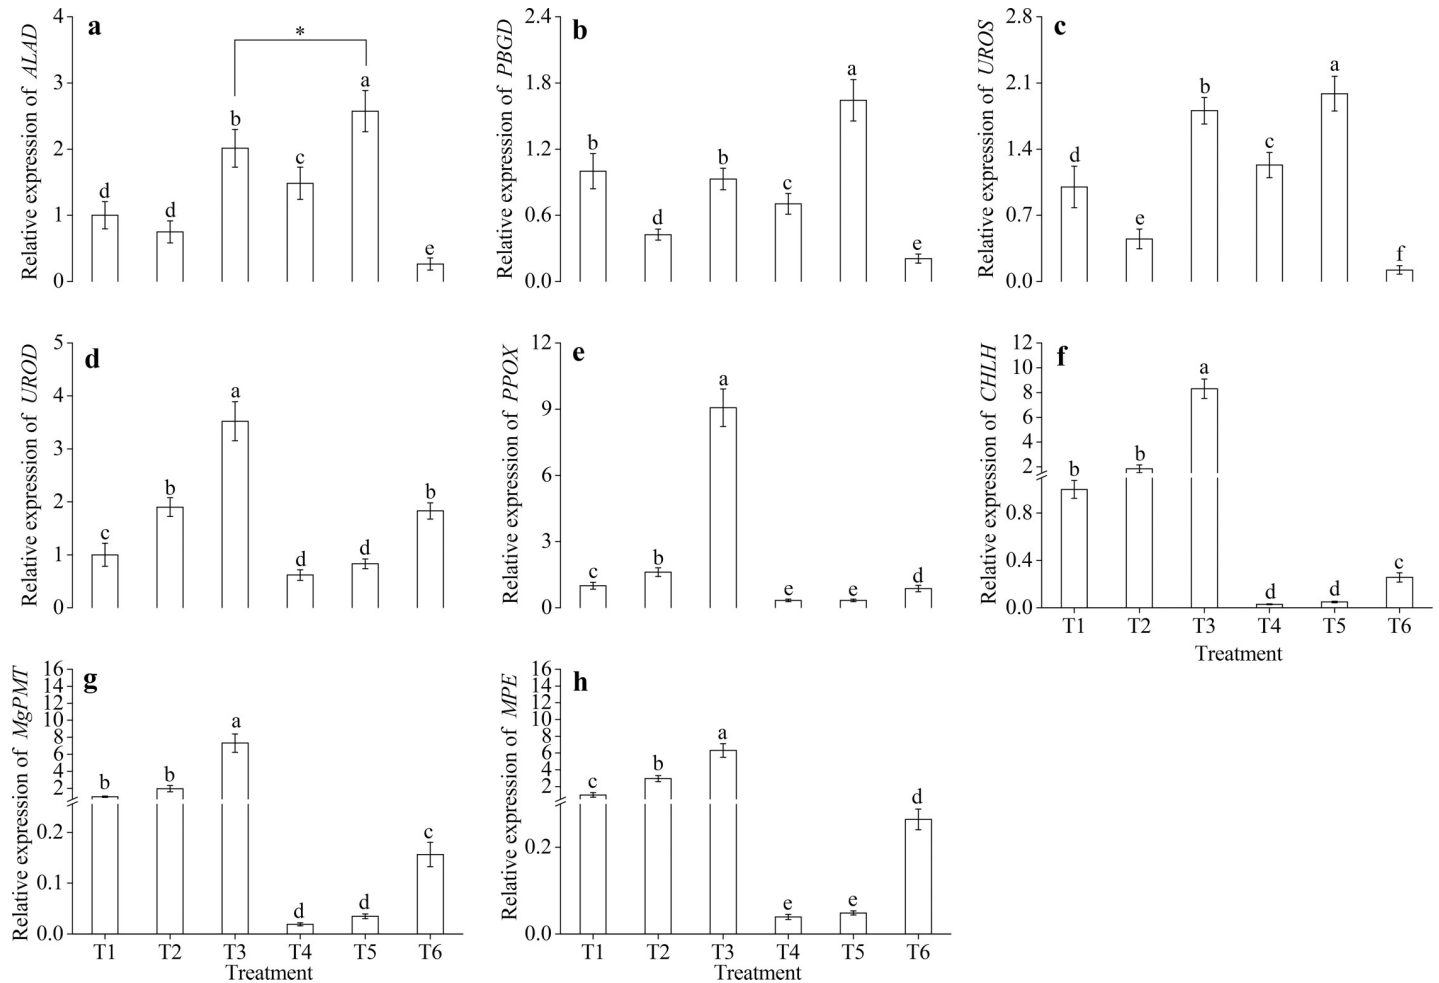 a
Relative expression of ALAD
4
3
2
1
0
*
d
d
b
c
a
e
b
Relative expression of PBGD
2.4
1.8
1.2
0.6
0.0
b
d
b
c
a
e
c
Relative expression of UROS
2.8
2.1
1.4
0.7
0.0
d
e
b
c
a
f
d
Relative expression of UROD
5
4
3
2
1
0
c
b
a
d
d
b
e
Relative expression of PPOX
12
9
6
3
0
c
b
a
e
e
d
f
Relative expression of CHLH
12
10
8
6
4
2
0.8
0.4
0.0
b
b
a
d
d
c
T1 T2 T3 T4 T5 T6
Treatment
g
Relative expression of MgPMT
16
14
12
10
8
6
4
2
0.2
0.1
0.0
b
b
a
d
d
c
T1 T2 T3 T4 T5 T6
Treatment
h
Relative expression of MPE
16
14
12
10
8
6
4
2
0.2
0.0
c
b
a
e
e
d
T1 T2 T3 T4 T5 T6
Treatment